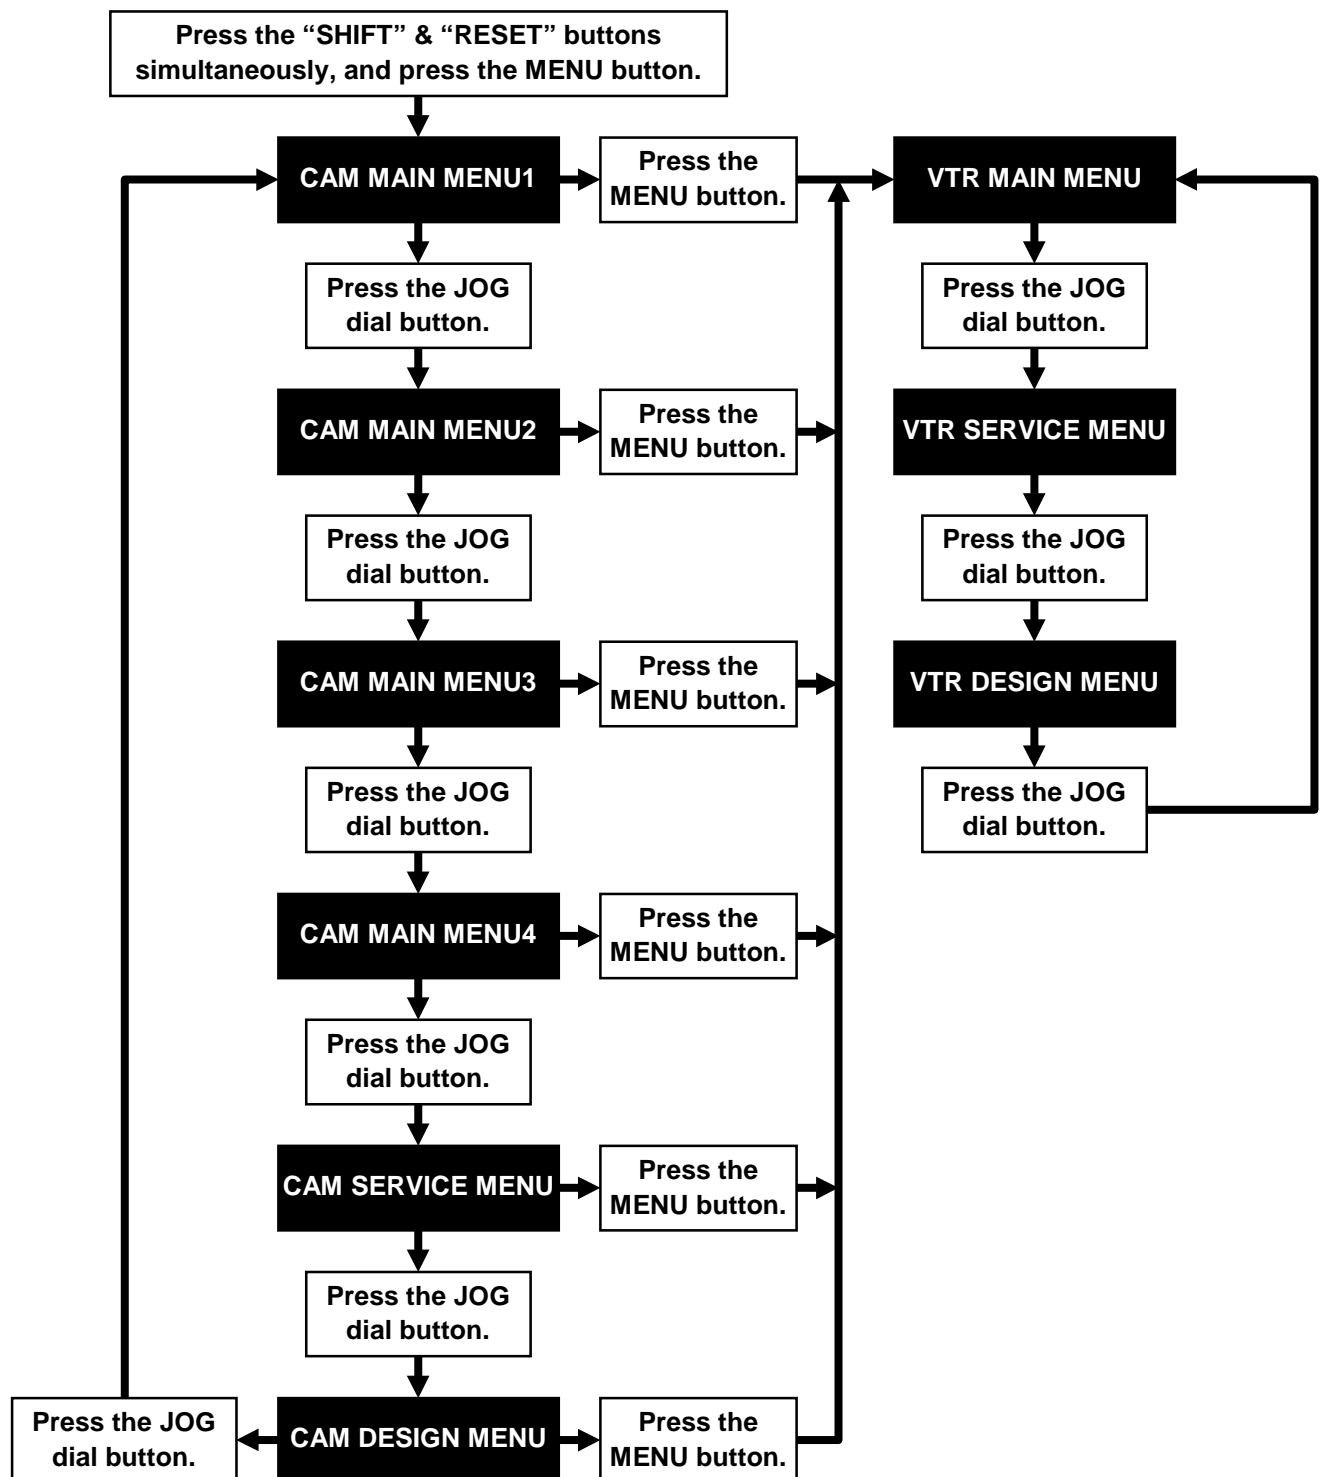 Press the “SHIFT” & “RESET” buttons
simultaneously, and press the MENU button.
CAM MAIN MENU1
Press the
MENU button.
VTR MAIN MENU
Press the JOG
dial button.
Press the JOG
dial button.
CAM MAIN MENU2
Press the
MENU button.
VTR SERVICE MENU
Press the JOG
dial button.
Press the JOG
dial button.
CAM MAIN MENU3
Press the
MENU button.
VTR DESIGN MENU
Press the JOG
dial button.
Press the JOG
dial button.
CAM MAIN MENU4
Press the
MENU button.
Press the JOG
dial button.
CAM SERVICE MENU
Press the
MENU button.
Press the JOG
dial button.
Press the JOG
dial button.
CAM DESIGN MENU
Press the
MENU button.